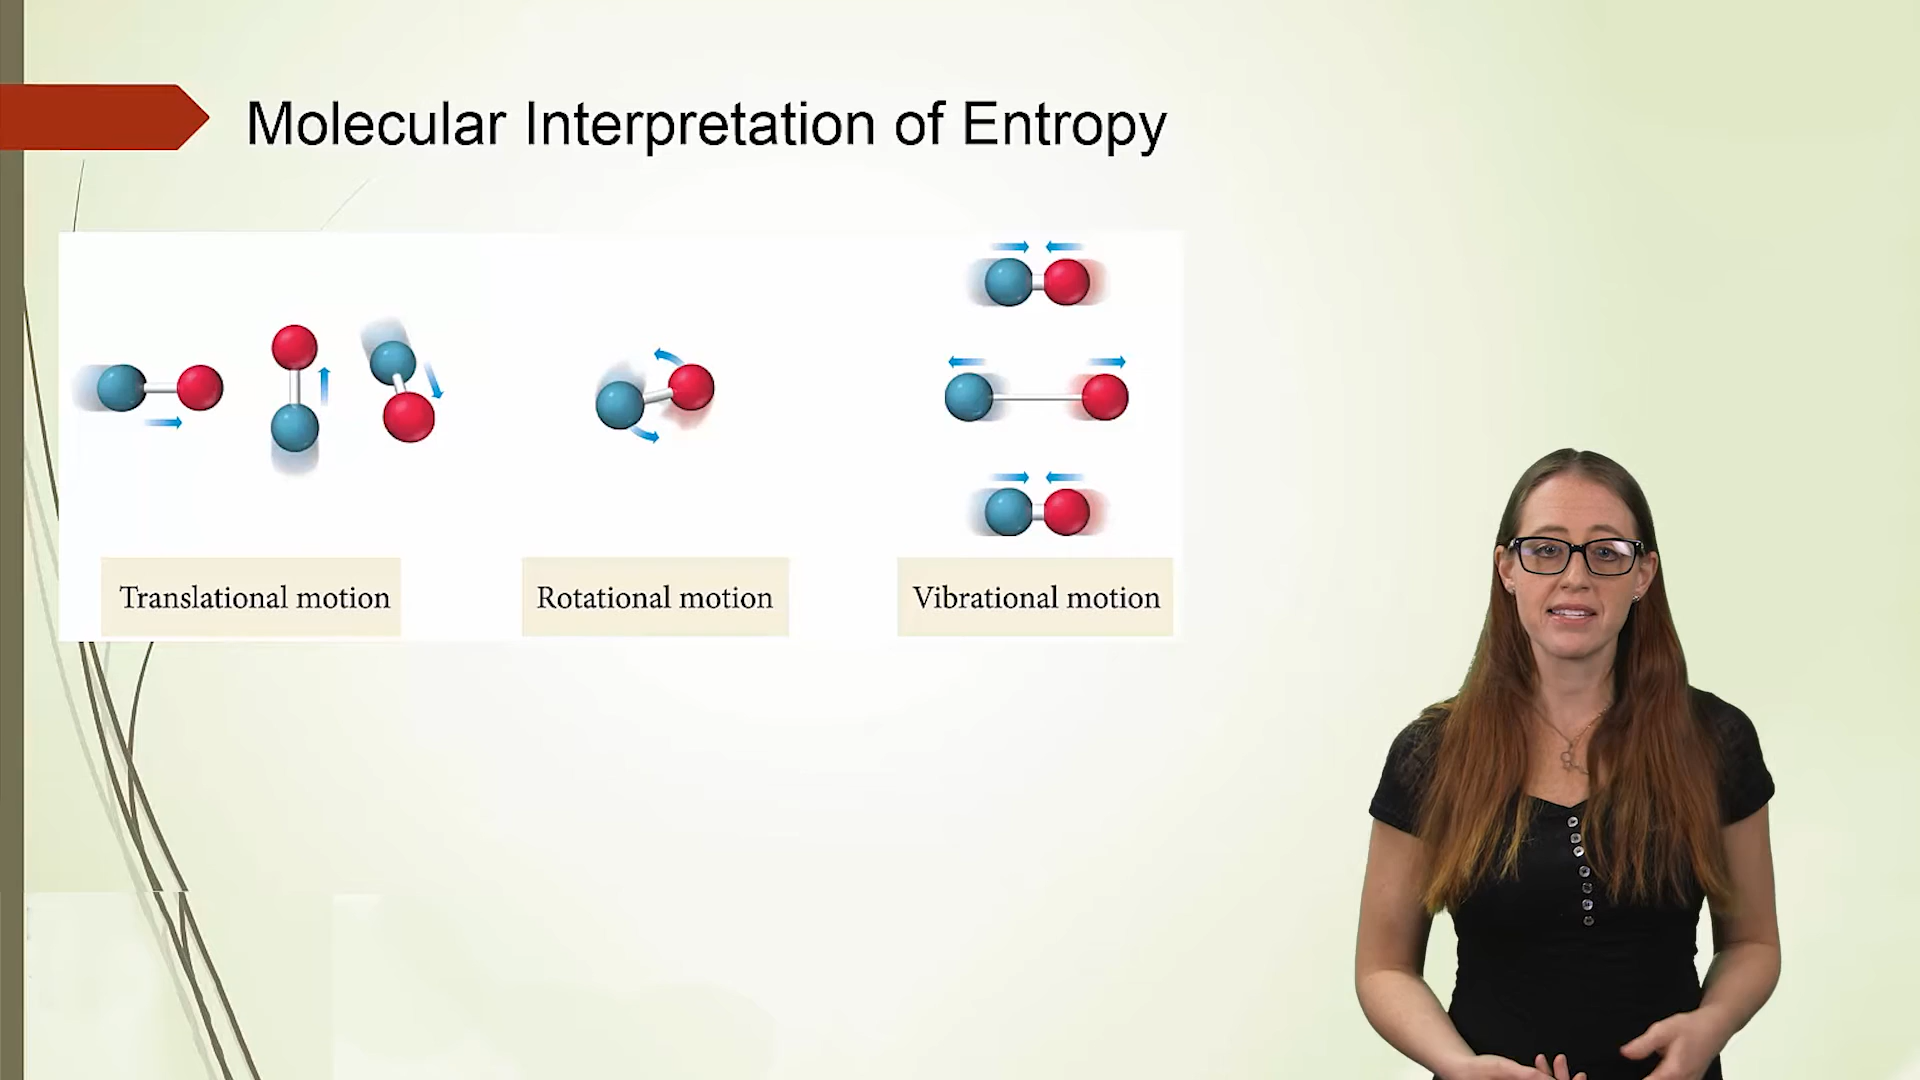 Molecular Interpretation of Entropy
Translational motion
Rotational motion
Vibrational motion